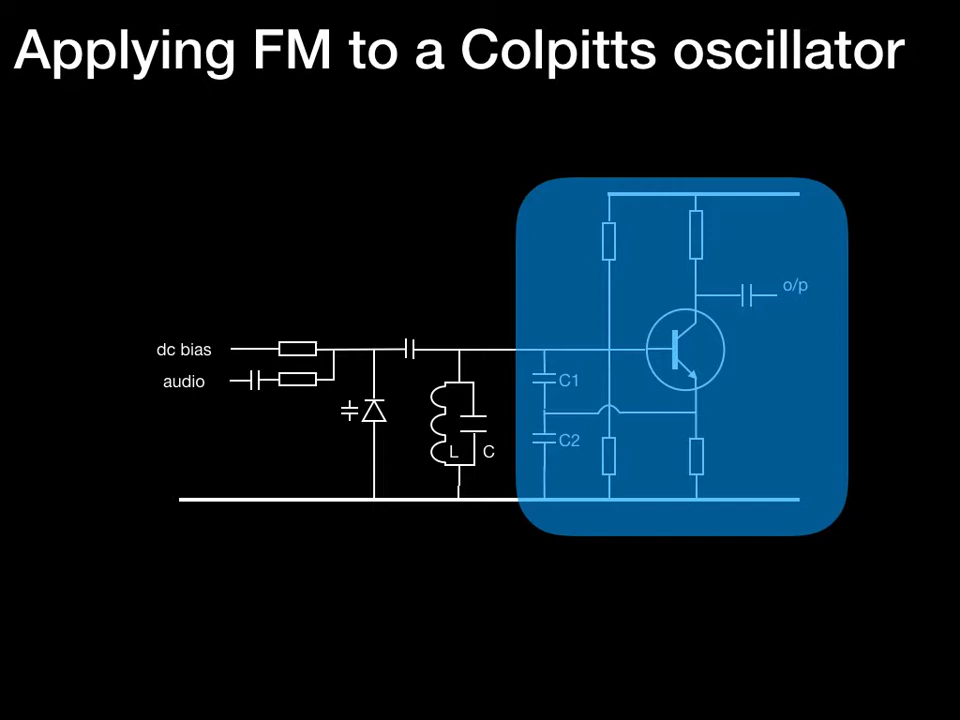 Applying FM to a Colpitts oscillator
o/p
dc bias
audio
C1
C2
L
C